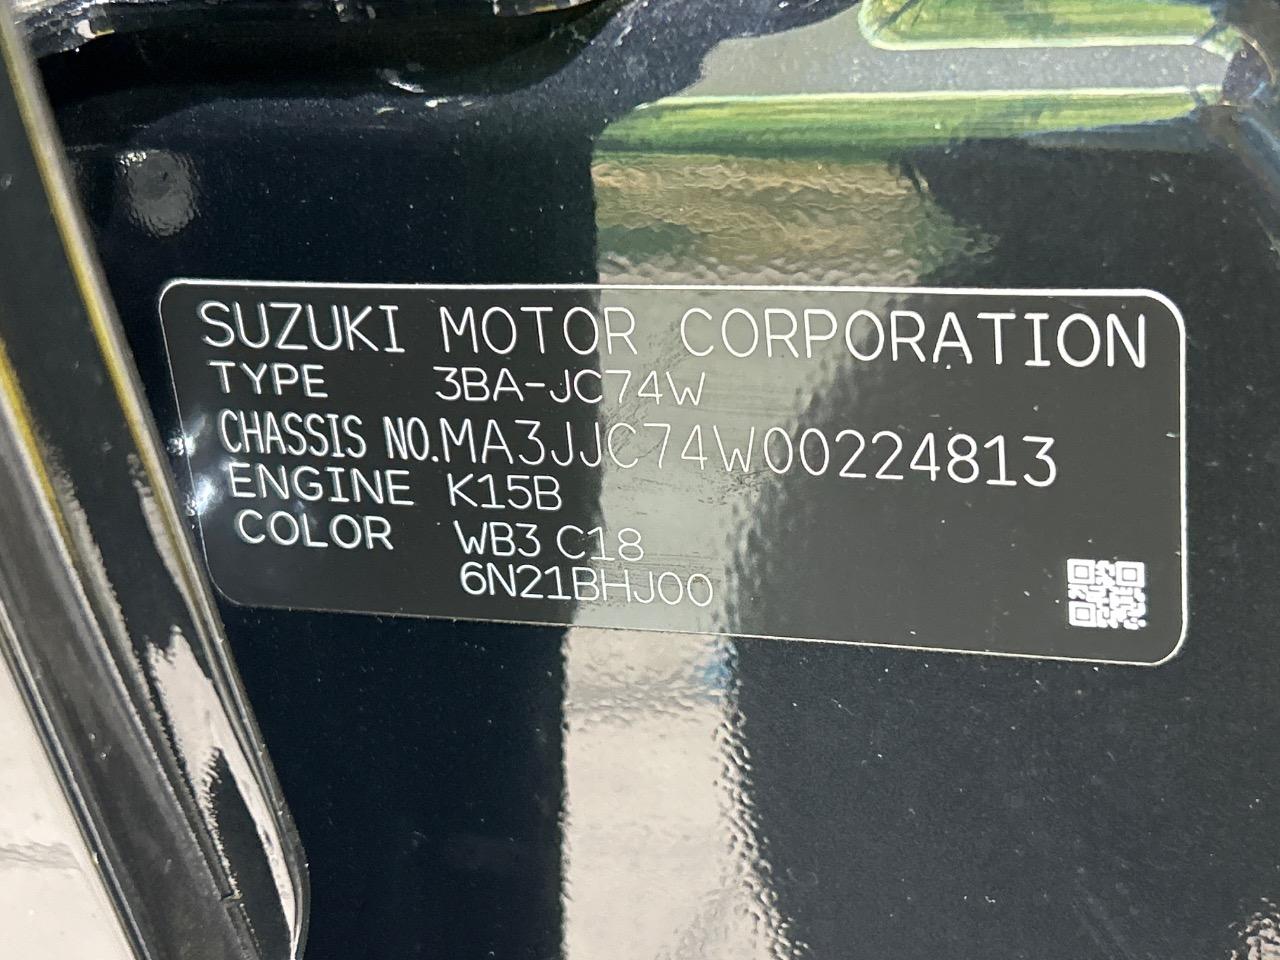 SUZUKI MOTOR CORPORATION
TYPE 3BA-JC74W
CHASSIS NO.MA3JJC74W00224813
ENGINE K15B
COLOR WB3 C18
6N21BHJ00